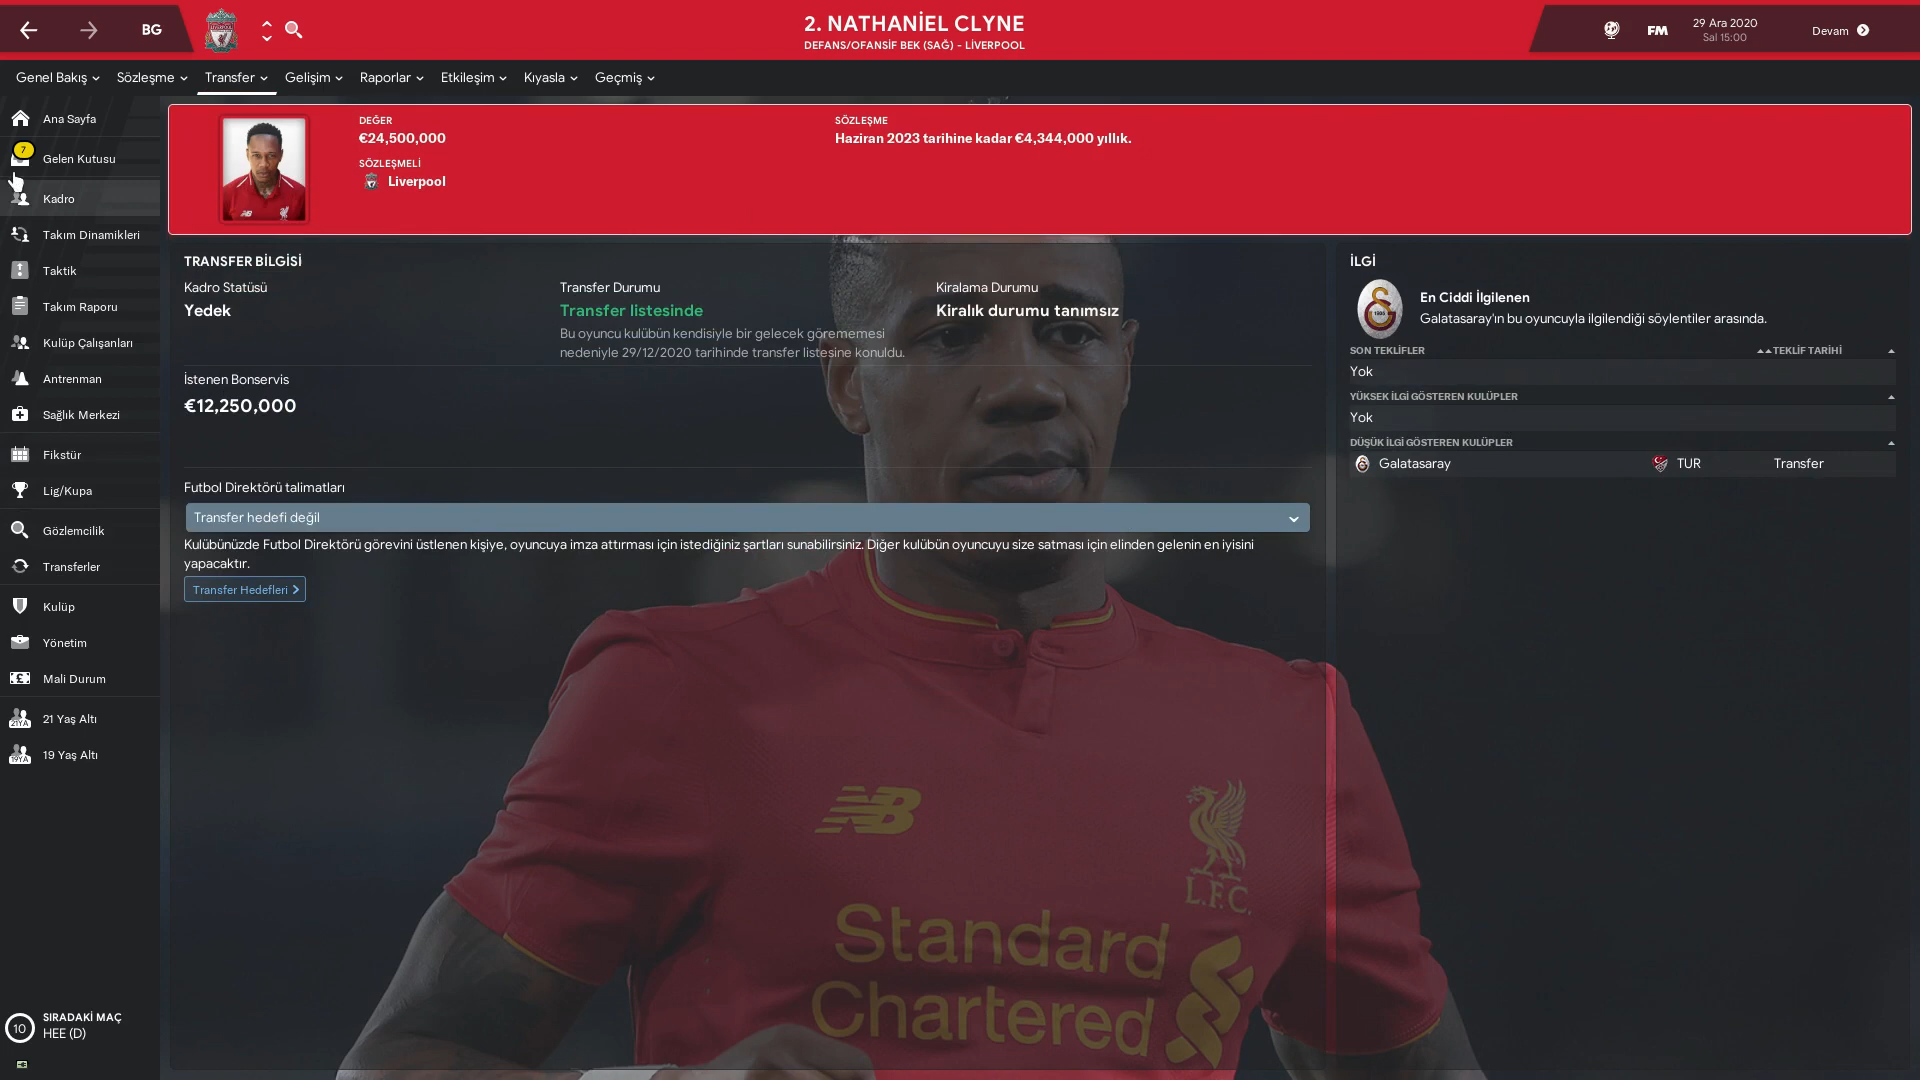 BG
2. NATHANİEL CLYNE
DEFANS/OFANSİF BEK (SAĞ) - LİVERPOOL
FM
29 Ara 2020
Sal 15:00
Devam
Genel Bakış
Sözleşme
Transfer
Gelişim
Raporlar
Etkileşim
Kıyasla
Geçmiş
Ana Sayfa
7
Gelen Kutusu
Kadro
Takım Dinamikleri
Taktik
Takım Raporu
Kulüp Çalışanları
Antrenman
Sağlık Merkezi
Fikstür
Lig/Kupa
Gözlemcilik
Transferler
Kulüp
Yönetim
Mali Durum
21YA
21 Yaş Altı
19YA
19 Yaş Altı
10
SIRADAKİ MAÇ
HEE (D)
DEĞER
€24,500,000
SÖZLEŞMELİ
Liverpool
SÖZLEŞME
Haziran 2023 tarihine kadar €4,344,000 yıllık.
TRANSFER BİLGİSİ
Kadro Statüsü
Yedek
Transfer Durumu
Transfer listesinde
Bu oyuncu kulübün kendisiyle bir gelecek görememesi
nedeniyle 29/12/2020 tarihinde transfer listesine konuldu.
Kiralama Durumu
Kiralık durumu tanımsız
İstenen Bonservis
€12,250,000
Futbol Direktörü talimatları
Transfer hedefi değil
Kulübünüzde Futbol Direktörü görevini üstlenen kişiye, oyuncuya imza attırması için istediğiniz şartları sunabilirsiniz. Diğer kulübün oyuncuyu size satması için elinden gelenin en iyisini
yapacaktır.
Transfer Hedefleri
İLGİ
En Ciddi İlgilenen
Galatasaray'ın bu oyuncuyla ilgilendiği söylentiler arasında.
SON TEKLİFLER
TEKLİF TARİHİ
Yok
YÜKSEK İLGİ GÖSTEREN KULÜPLER
Yok
DÜŞÜK İLGİ GÖSTEREN KULÜPLER
Galatasaray
TUR
Transfer
L.F.C.
Standard
Chartered